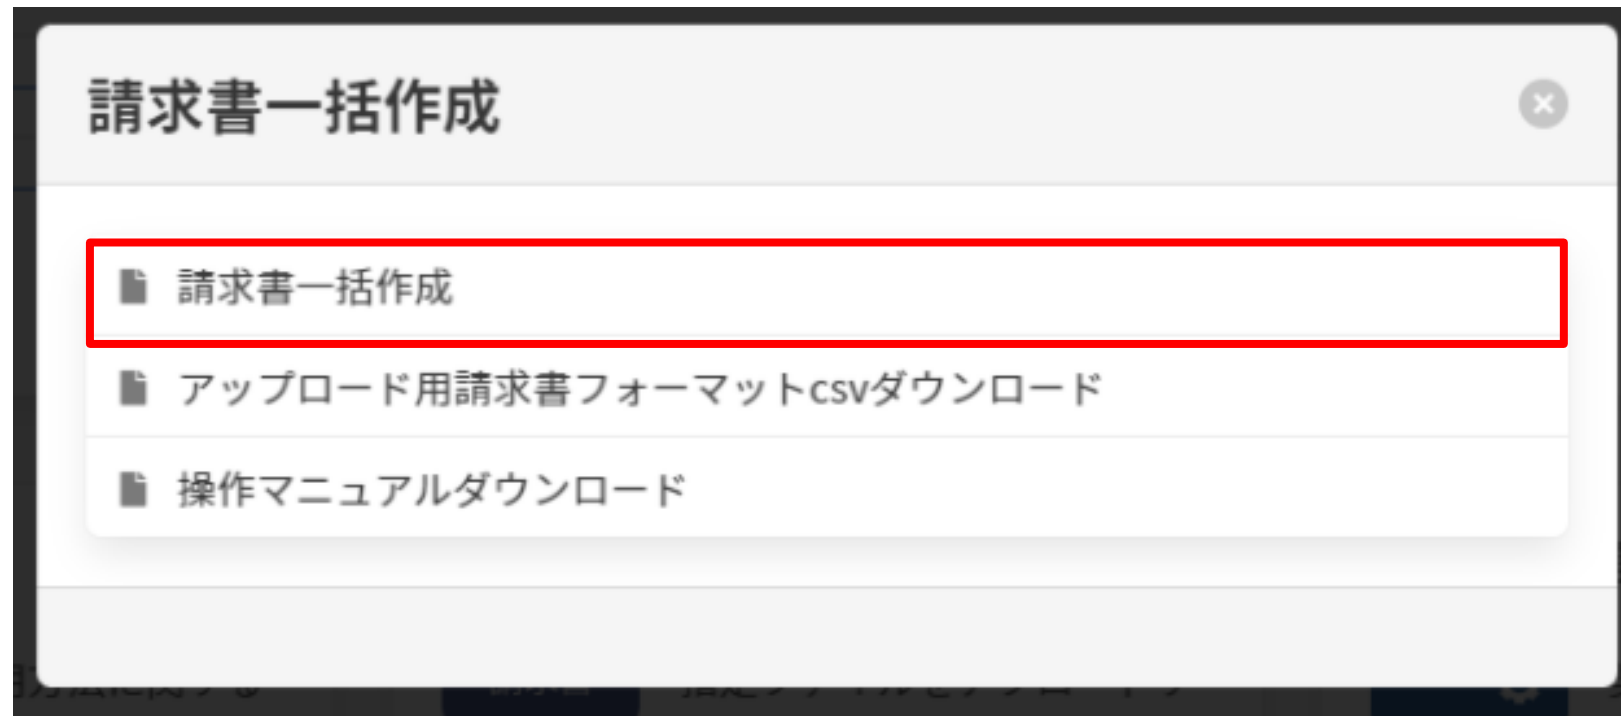 請求書一括作成
請求書一括作成
アップロード用請求書フォーマットcsvダウンロード
操作マニュアルダウンロード